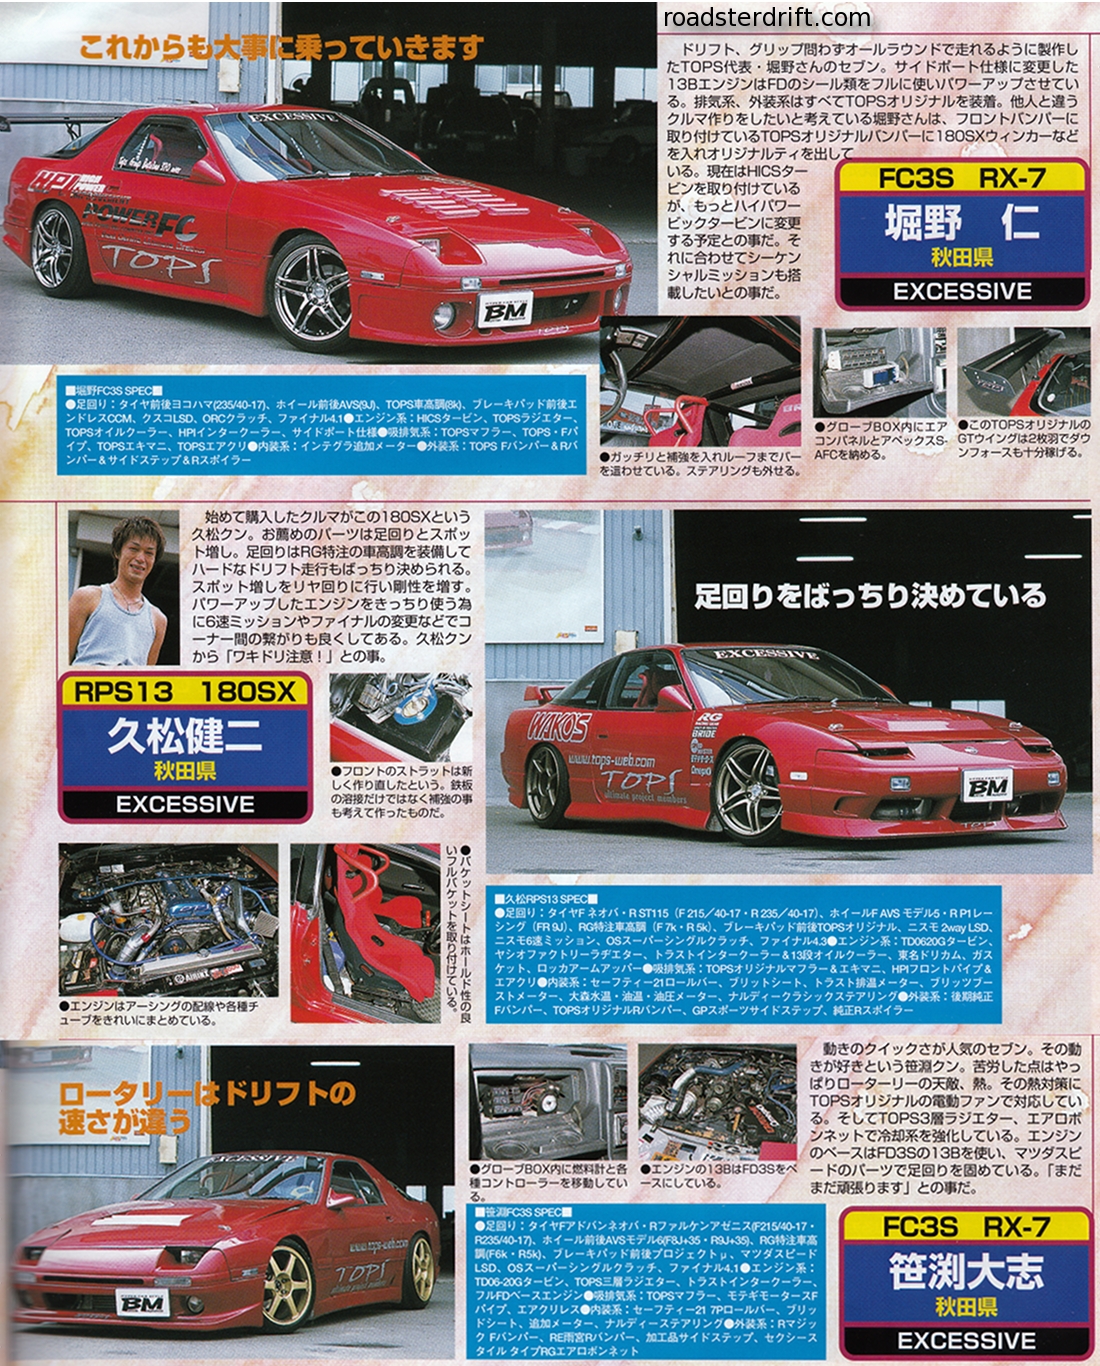 roadsterdrift.com
これからも大事に乗っていきます
ドリフト、グリップ問わずオールラウンドで走れるように製作し
たTOPS代表・堀野さんのセブン。サイドポート仕様に変更した
13BエンジンはFDのシール類をフルに使いパワーアップさせてい
る。排気系、外装系はすべてTOPSオリジナルを装着。他人と違う
クルマ作りをしたいと考えている堀野さんは、フロントバンパーに
取り付けているTOPSオリジナルバンパーに180SXウィンカーなど
を入れオリジナルティを出して
いる。現在はHICSター
ビンを取り付けている
が、もっとハイパワー
ビックタービンに変更
する予定との事だ。そ
れに合わせてシーケン
シャルミッションも搭
載したいとの事だ。
FC3S RX-7
堀野 仁
秋田県
EXCESSIVE
EXCESSIVE
HPI HIGH POWER
POWER FC
TOPS
BM
■堀野FC3S SPEC■
●足回り：タイヤ前後ヨコハマ(235/40-17)、ホイール前後AVS(9J)、TOPS車高調(8k)、ブレーキパッド前後エ
ンドレスCCM、クスコLSD、ORCクラッチ、ファイナル4.1●エンジン系：HICSタービン、TOPSラジエター、
TOPSオイルクーラー、HPIインタークーラー、サイドポート仕様●吸排気系：TOPSマフラー、TOPS・Fパ
イプ、TOPSエキマニ、TOPSエアクリ●内装系：インテグラ追加メーター●外装系：TOPS Fバンパー＆Rバ
ンパー＆サイドステップ＆Rスポイラー
●ガッチリと補強を入れルーフまでバー
を這わせている。ステアリングも外せる。
●グローブBOX内にエア
コンパネルとアペックスS-
AFCを納める。
●このTOPSオリジナルの
GTウイングは2枚羽でダウ
ンフォースも十分稼げる。
始めて購入したクルマがこの180SXという
久松クン。お薦めのパーツは足回りとスポッ
ト増し。足回りはRG特注の車高調を装備して
ハードなドリフト走行もばっちり決められる。
スポット増しをリヤ回りに行い剛性を増す。
パワーアップしたエンジンをきっちり使う為
に6速ミッションやファイナルの変更などでコ
ーナー間の繋がりも良くしてある。久松クン
から「ワキドリ注意！」との事。
RPS13 180SX
久松健二
秋田県
EXCESSIVE
●フロントのストラットは新
しく作り直したという。鉄板
の溶接だけではなく補強の事
も考えて作ったものだ。
●エンジンはアーシングの配線や各種チ
ューブをきれいにまとめている。
●バケットシートはホールド性の良
いフルバケットを取り付けている。
足回りをばっちり決めている
EXCESSIVE
WAKO'S
RG
BRIDE
www.tops-web.com
TOPS
ultimate project members
BM
■久松RPS13 SPEC■
●足回り：タイヤF ネオバ・R ST115（F 215／40-17・R 235／40-17）、ホイールF AVS モデル5・R P1レー
シング（FR 9J）、RG特注車高調（F 7k・R 5k）、ブレーキパッド前後TOPSオリジナル、ニスモ 2way LSD、
ニスモ6速ミッション、OSスーパーシングルクラッチ、ファイナル4.3●エンジン系：TD0620Gタービン、
ヤシオファクトリーラヂエター、トラストインタークーラー＆13段オイルクーラー、東名ドリカム、ガス
ケット、ロッカアームアッパー●吸排気系：TOPSオリジナルマフラー＆エキマニ、HPIフロントパイプ＆
エアクリ●内装系：セーフティー21ロールバー、ブリットシート、トラスト排温メーター、ブリッツブー
ストメーター、大森水温・油温・油圧メーター、ナルディークラシックステアリング●外装系：後期純正
Fバンパー、TOPSオリジナルRバンパー、GPスポーツサイドステップ、純正Rスポイラー
ロータリーはドリフトの
速さが違う
www.tops-web.com
TOPS
BM
●グローブBOX内に燃料計と各
種コントローラーを移動してい
る。
●エンジンの13BはFD3Sをベ
ースにしている。
動きのクイックさが人気のセブン。その動
きが好きという笹渕クン。苦労した点はやっ
ぱりロータリーの天敵、熱。その熱対策に
TOPSオリジナルの電動ファンで対応してい
る。そしてTOPS3層ラジエター、エアロボ
ンネットで冷却系を強化している。エンジン
のベースはFD3Sの13Bを使い、マツダスピ
ードのパーツで足回りを固めている。「まだ
まだ頑張ります」との事だ。
■笹渕FC3S SPEC■
●足回り：タイヤFアドバンネオバ・Rファルケンアゼニス(F215/40-17・
R235/40-17)、ホイール前後AVSモデル6(F8J+35・R9J+35)、RG特注車高
調(F6k・R5k)、ブレーキパッド前後プロジェクトμ、マツダスピード
LSD、OSスーパーシングルクラッチ、ファイナル4.1●エンジン系：
TD06-20Gタービン、TOPS三層ラジエター、トラストインタークーラー、
フルFDベースエンジン●吸排気系：TOPSマフラー、モテギモータースF
パイプ、エアクリレス●内装系：セーフティー21 7Pロールバー、ブリッ
ドシート、追加メーター、ナルディーステアリング●外装系：Rマジッ
ク Fバンパー、RE雨宮Rバンパー、加工品サイドステップ、セクシース
タイル タイプRGエアロボンネット
FC3S RX-7
笹渕大志
秋田県
EXCESSIVE